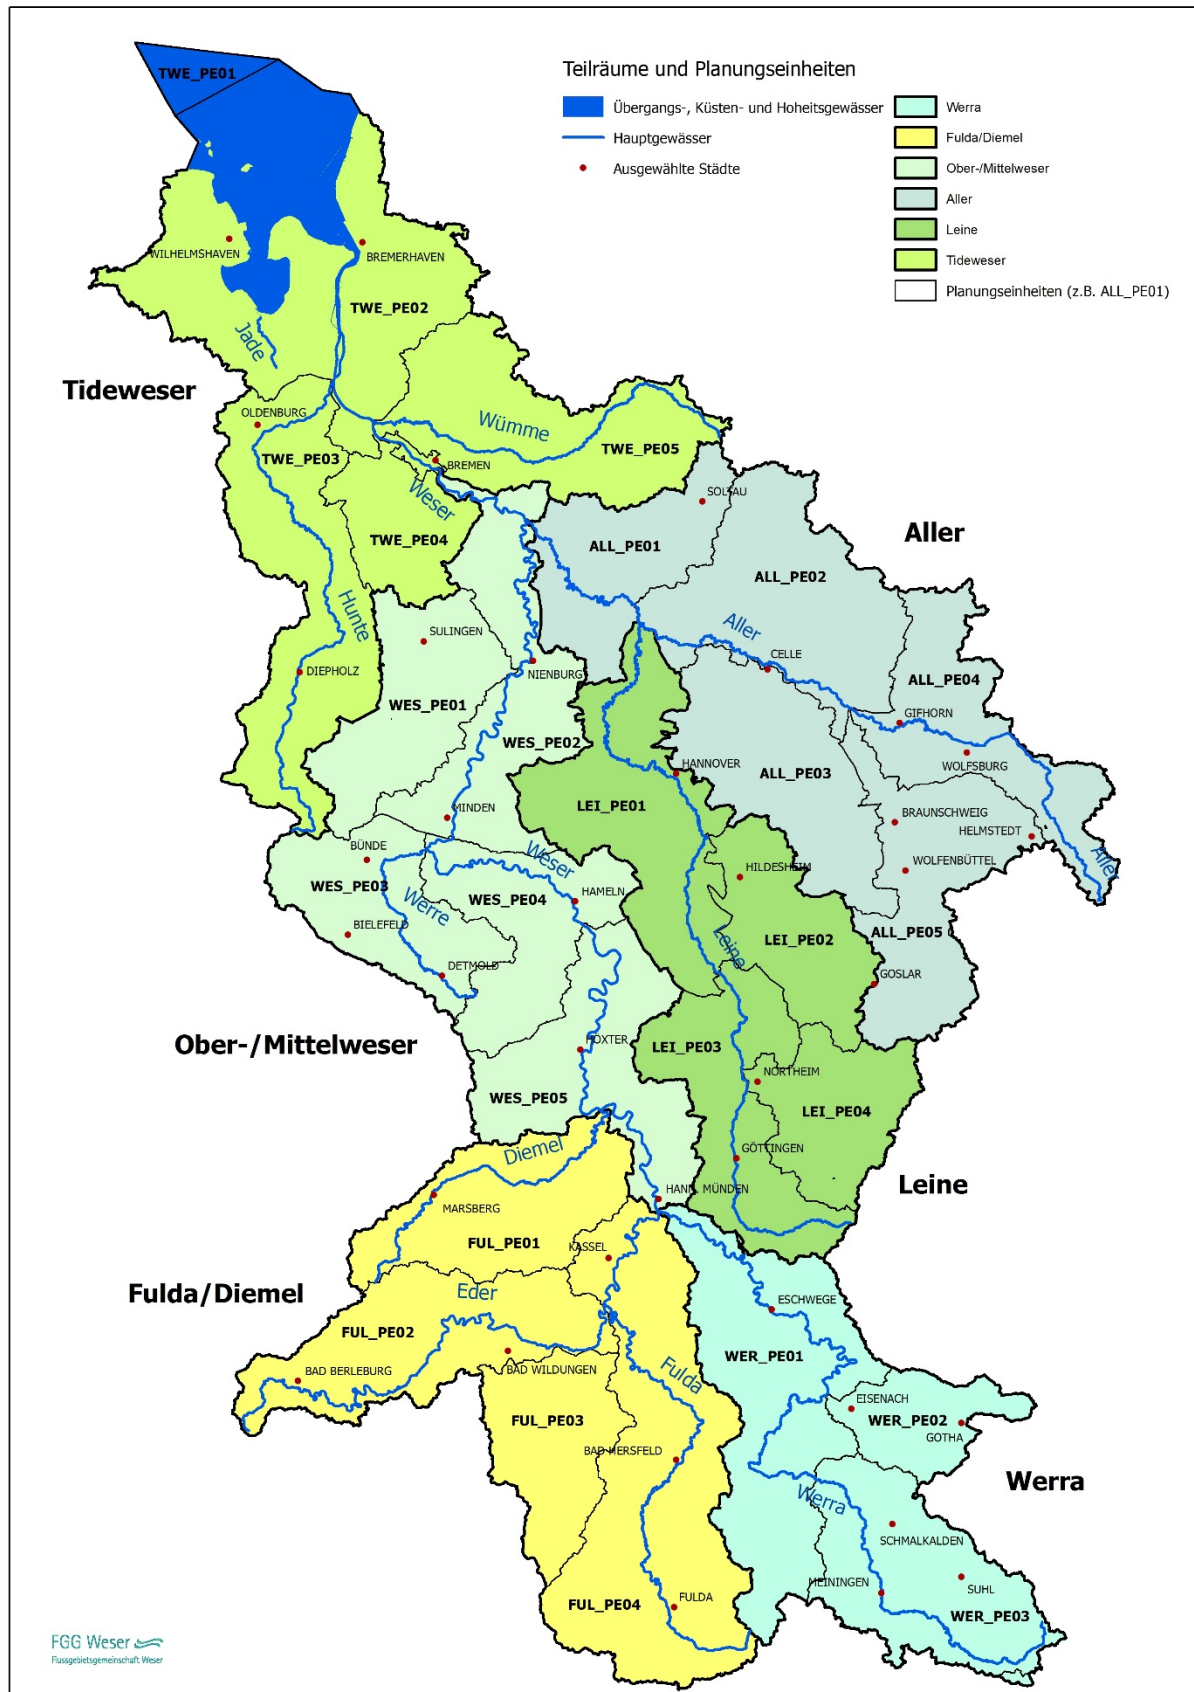 TWE_PE01
Teilräume und Planungseinheiten
Übergangs-, Küsten- und Hoheitsgewässer
Hauptgewässer
Ausgewählte Städte
Werra
Fulda/Diemel
Ober-/Mittelweser
Aller
Leine
Tideweser
Planungseinheiten (z.B. ALL_PE01)
WILHELMSHAVEN
BREMERHAVEN
TWE_PE02
Jade
Tideweser
OLDENBURG
Wümme
TWE_PE05
TWE_PE03
BREMEN
Weser
SOLTAU
TWE_PE04
ALL_PE01
Aller
ALL_PE02
Hunte
SULINGEN
Aller
NIENBURG
CELLE
DIEPHOLZ
ALL_PE04
WES_PE01
GIFHORN
WES_PE02
WOLFSBURG
HANNOVER
ALL_PE03
LEI_PE01
MINDEN
BRAUNSCHWEIG
HELMSTEDT
BÜNDE
Weser
HILDESHEIM
WOLFENBÜTTEL
Aller
WES_PE03
WES_PE04
HAMELN
Werre
BIELEFELD
ALL_PE05
LEI_PE02
Leine
DETMOLD
GOSLAR
Ober-/Mittelweser
HÖXTER
LEI_PE03
NORTHEIM
WES_PE05
LEI_PE04
Diemel
GÖTTINGEN
Leine
HANN. MÜNDEN
MARSBERG
FUL_PE01
KASSEL
Fulda/Diemel
Eder
ESCHWEGE
FUL_PE02
WER_PE01
BAD BERLEBURG
BAD WILDUNGEN
Fulda
EISENACH
FUL_PE03
WER_PE02
GOTHA
BAD HERSFELD
Werra
Werra
SCHMALKALDEN
MEININGEN
SUHL
FUL_PE04
FULDA
WER_PE03
FGG Weser
Flussgebietsgemeinschaft Weser